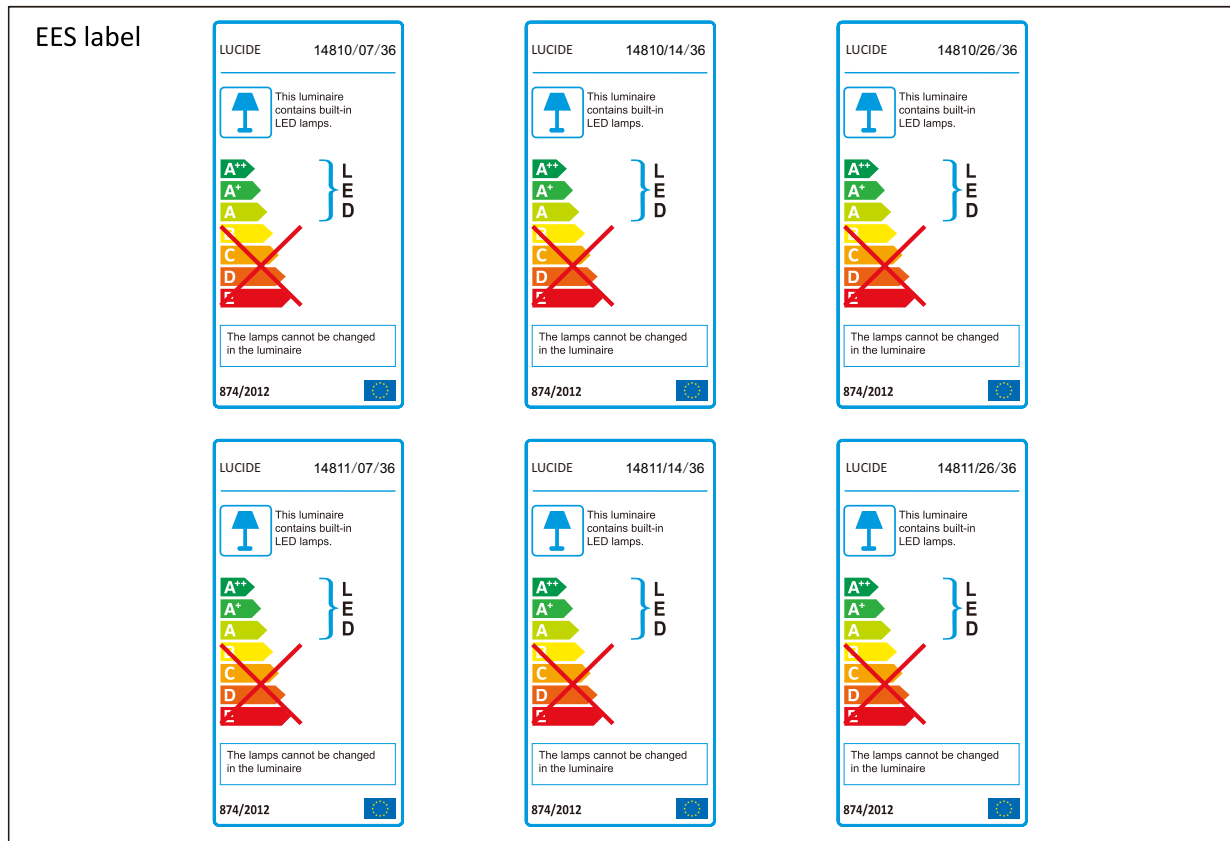 EES label
LUCIDE 14810/07/36
This luminaire
contains built-in
LED lamps.
A++
A+
A
L
E
D
C
D
The lamps cannot be changed
in the luminaire
874/2012
LUCIDE 14810/14/36
This luminaire
contains built-in
LED lamps.
A++
A+
A
L
E
D
C
D
The lamps cannot be changed
in the luminaire
874/2012
LUCIDE 14810/26/36
This luminaire
contains built-in
LED lamps.
A++
A+
A
L
E
D
C
D
The lamps cannot be changed
in the luminaire
874/2012
LUCIDE 14811/07/36
This luminaire
contains built-in
LED lamps.
A++
A+
A
L
E
D
C
D
The lamps cannot be changed
in the luminaire
874/2012
LUCIDE 14811/14/36
This luminaire
contains built-in
LED lamps.
A++
A+
A
L
E
D
C
D
The lamps cannot be changed
in the luminaire
874/2012
LUCIDE 14811/26/36
This luminaire
contains built-in
LED lamps.
A++
A+
A
L
E
D
C
D
The lamps cannot be changed
in the luminaire
874/2012